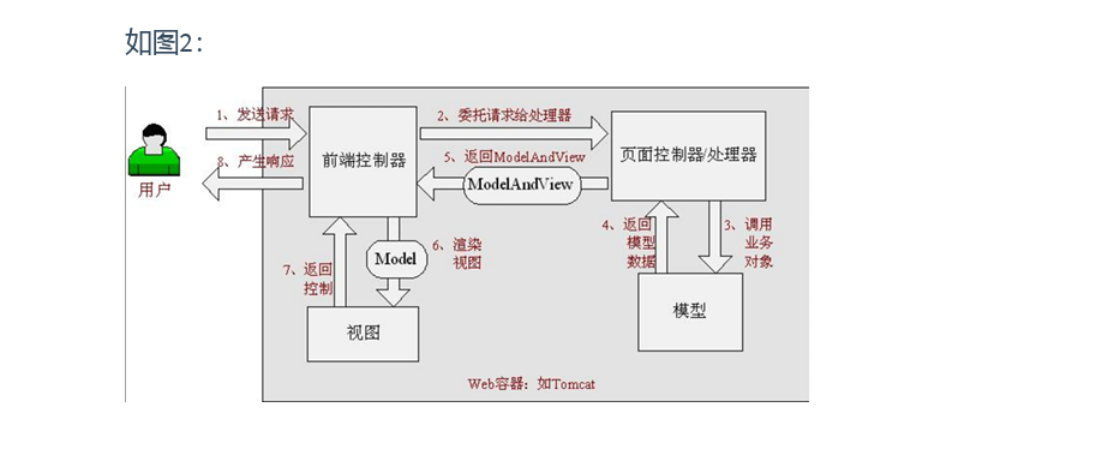 如图2：
1、发送请求
2、委托请求给处理器
前端控制器
页面控制器/处理器
8、产生响应
5、返回ModelAndView
ModelAndView
用户
4、返回
模型
数据
3、调用
业务
对象
6、渲染
视图
Model
7、返回
控制
模型
视图
Web容器：如Tomcat